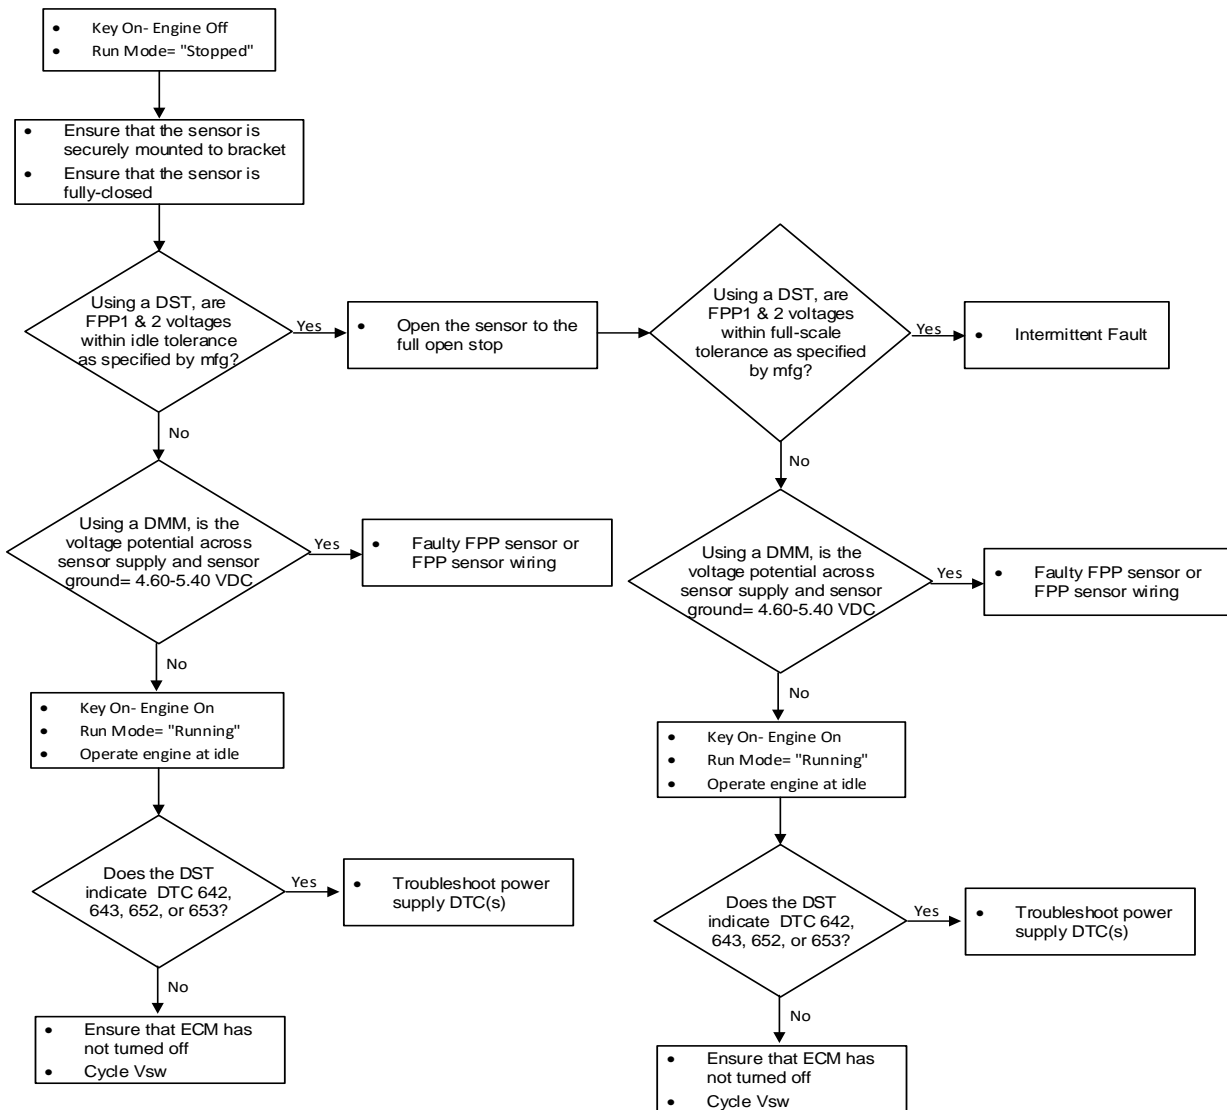 • Key On- Engine Off
• Run Mode= "Stopped"
• Ensure that the sensor is
securely mounted to bracket
• Ensure that the sensor is
fully-closed
Using a DST, are
FPP1 & 2 voltages
within idle tolerance
as specified by mfg?
Yes
• Open the sensor to the
full open stop
Using a DST, are
FPP1 & 2 voltages
within full-scale
tolerance as specified
by mfg?
Yes
• Intermittent Fault
No
No
Using a DMM, is the
voltage potential across
sensor supply and sensor
ground= 4.60-5.40 VDC
Yes
• Faulty FPP sensor or
FPP sensor wiring
Using a DMM, is the
voltage potential across
sensor supply and sensor
ground= 4.60-5.40 VDC
Yes
• Faulty FPP sensor or
FPP sensor wiring
No
No
• Key On- Engine On
• Run Mode= "Running"
• Operate engine at idle
• Key On- Engine On
• Run Mode= "Running"
• Operate engine at idle
Does the DST
indicate DTC 642,
643, 652, or 653?
Yes
• Troubleshoot power
supply DTC(s)
Does the DST
indicate DTC 642,
643, 652, or 653?
Yes
• Troubleshoot power
supply DTC(s)
No
No
• Ensure that ECM has
not turned off
• Cycle Vsw
• Ensure that ECM has
not turned off
• Cycle Vsw